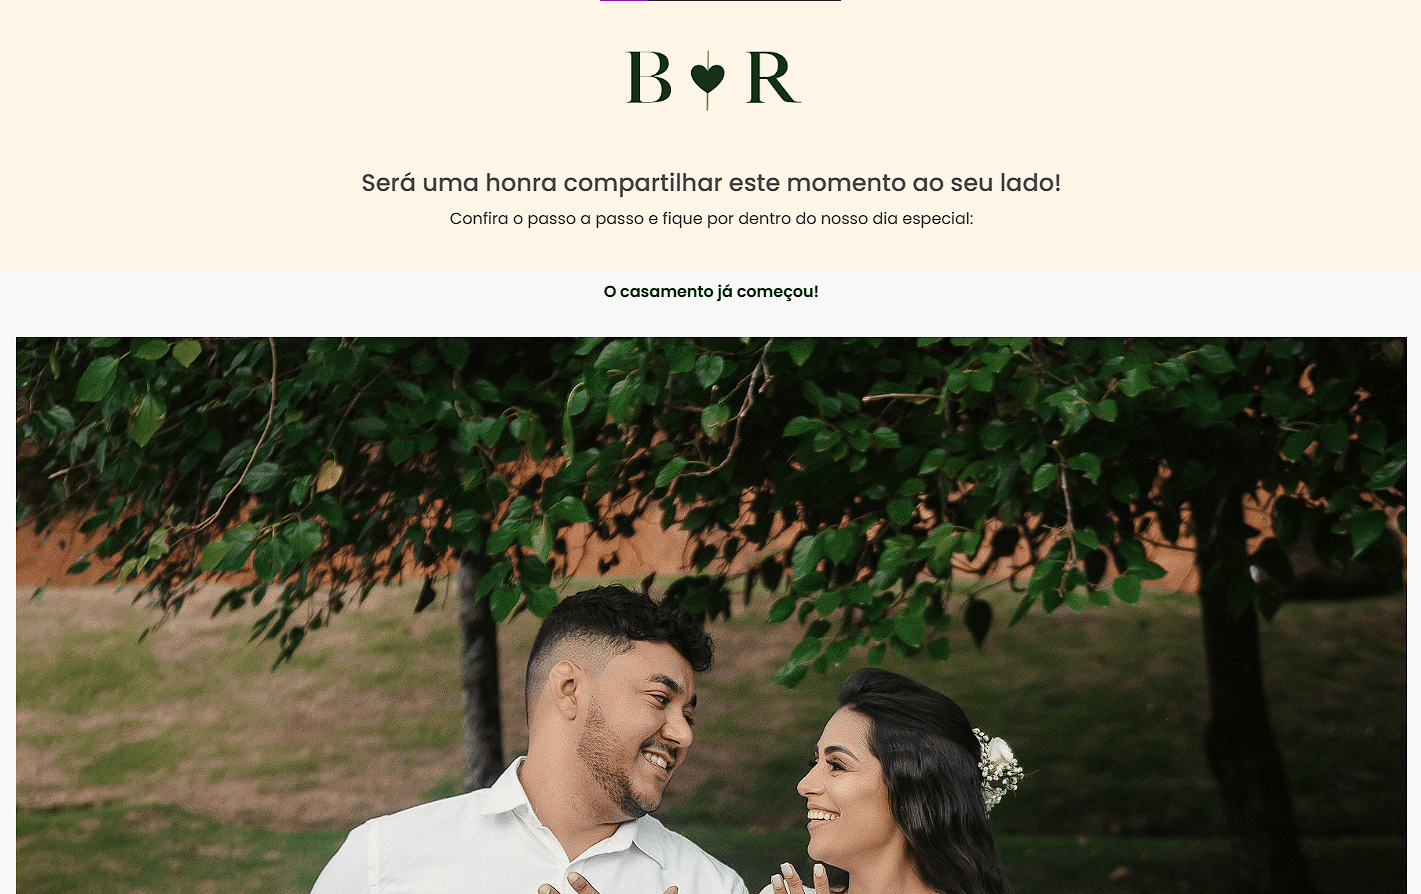 B R
Será uma honra compartilhar este momento ao seu lado!
Confira o passo a passo e fique por dentro do nosso dia especial:
O casamento já começou!